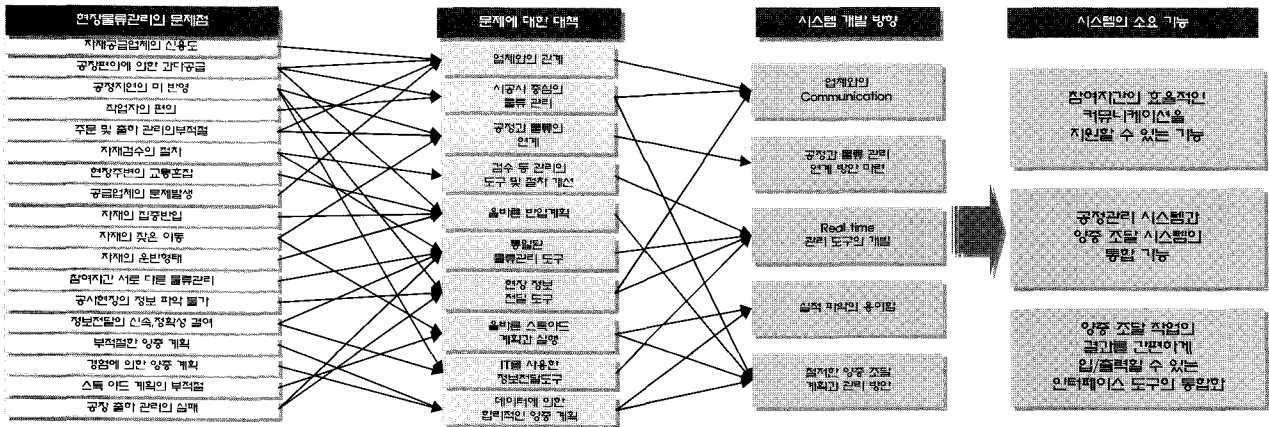 현장물류관리의 문제점
자재공급업체의 신용도
공장편의에 의한 과다공급
공정지연의 미 반영
작업자의 편의
주문 및 출하 관리의부적절
자재검수의 절차
현장주변의 교통혼잡
공급업체의 문제발생
자재의 집중반입
자재의 잦은 이동
자재의 운반형태
참여자간 서로 다른 물류관리
공사현장의 정보 파악 불가
정보전달의 신속,정확성 결여
부적절한 양중 계획
경험에 의한 양중 계획
스톡 야드 계획의 부적절
공장 출하 관리의 실패
문제에 대한 대책
업체와의 관계
시공사 중심의
물류 관리
공정과 물류의
연계
검수 등 관리의
도구 및 절차 개선
올바른 반입계획
통일된
물류관리 도구
현장 정보
전달 도구
올바른 스톡야드
계획과 실행
IT를 사용한
정보전달도구
데이터에 의한
합리적인 양중 계획
시스템 개발 방향
업체와의
Communication
공정과 물류 관리
연계 방안 마련
Real time
관리 도구의 개발
실적 파악의 용이함
적절한 양중 조달
계획과 관리 방안
시스템의 소요 기능
참여자간의 효율적인
커뮤니케이션을
지원할 수 있는 기능
공정관리 시스템과
양중 조달 시스템의
통합 기능
양중 조달 작업의
결과를 간편하게
입/출력할 수 있는
인터페이스 도구의 통합함